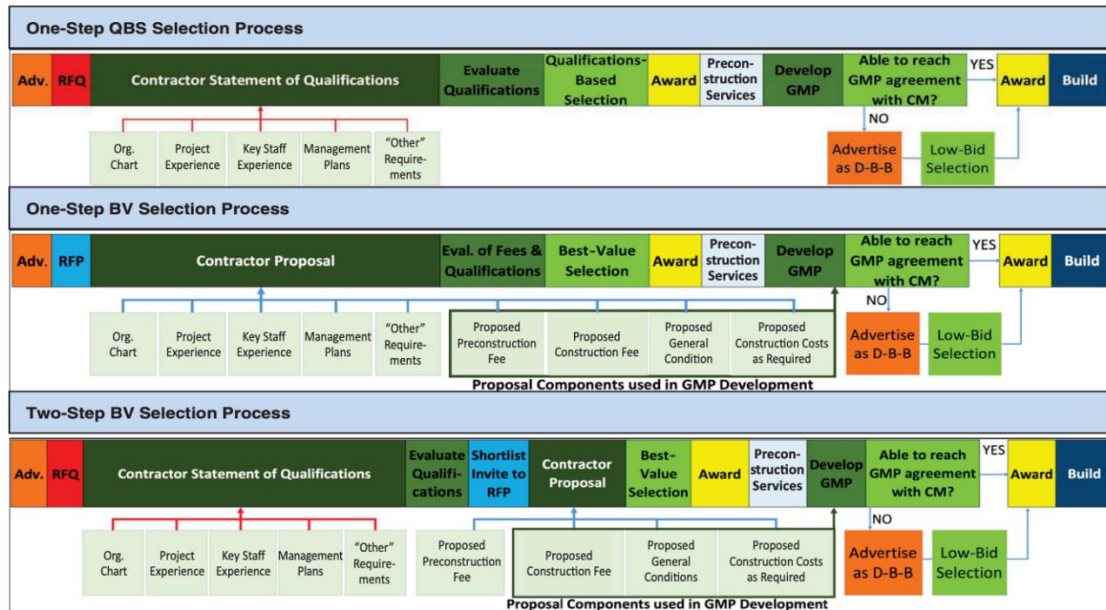 One-Step QBS Selection Process
Adv.
RFQ
Contractor Statement of Qualifications
Evaluate
Qualifications
Qualifications-
Based
Selection
Award
Precon-
struction
Services
Develop
GMP
Able to reach
GMP agreement
with CM?
YES
Award
Build
NO
Org.
Chart
Project
Experience
Key Staff
Experience
Management
Plans
“Other”
Require-
ments
Advertise
as D-B-B
Low-Bid
Selection
One-Step BV Selection Process
Adv.
RFP
Contractor Proposal
Eval. of Fees &
Qualifications
Best-Value
Selection
Award
Precon-
struction
Services
Develop
GMP
Able to reach
GMP agreement
with CM?
YES
Award
Build
NO
Org.
Chart
Project
Experience
Key Staff
Experience
Management
Plans
“Other”
Require-
ments
Proposed
Preconstruction
Fee
Proposed
Construction Fee
Proposed
General
Condition
Proposed
Construction Costs
as Required
Advertise
as D-B-B
Low-Bid
Selection
Proposal Components used in GMP Development
Two-Step BV Selection Process
Adv.
RFQ
Contractor Statement of Qualifications
Evaluate
Qualifi-
cations
Shortlist
Invite to
RFP
Contractor
Proposal
Best-
Value
Selection
Award
Precon-
struction
Services
Develop
GMP
Able to reach
GMP agreement
with CM?
YES
Award
Build
NO
Org.
Chart
Project
Experience
Key Staff
Experience
Management
Plans
“Other”
Require-
ments
Proposed
Preconstruction
Fee
Proposed
Construction Fee
Proposed
General
Conditions
Proposed
Construction Costs
as Required
Advertise
as D-B-B
Low-Bid
Selection
Proposal Components used in GMP Development